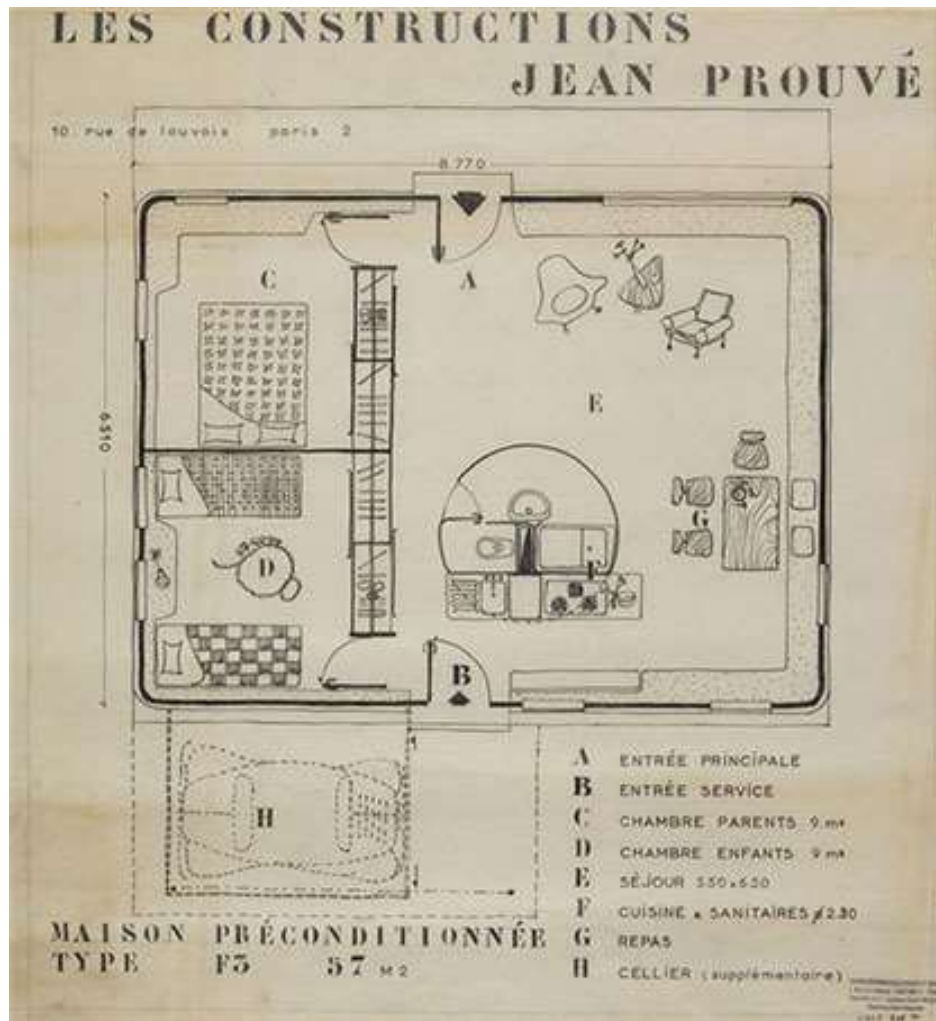 LES CONSTRUCTIONS
JEAN PROUVÉ
10 rue de louvois paris 2
8.770
6510
C
A
E
G
D
F
B
H
A ENTRÉE PRINCIPALE
B ENTRÉE SERVICE
C CHAMBRE PARENTS 9 m²
D CHAMBRE ENFANTS 9 m²
E SÉJOUR 550 x 650
F CUISINE & SANITAIRES ø 2.30
G REPAS
H CELLIER (supplémentaire)
MAISON PRÉCONDITIONNÉE
TYPE F3 57 M2